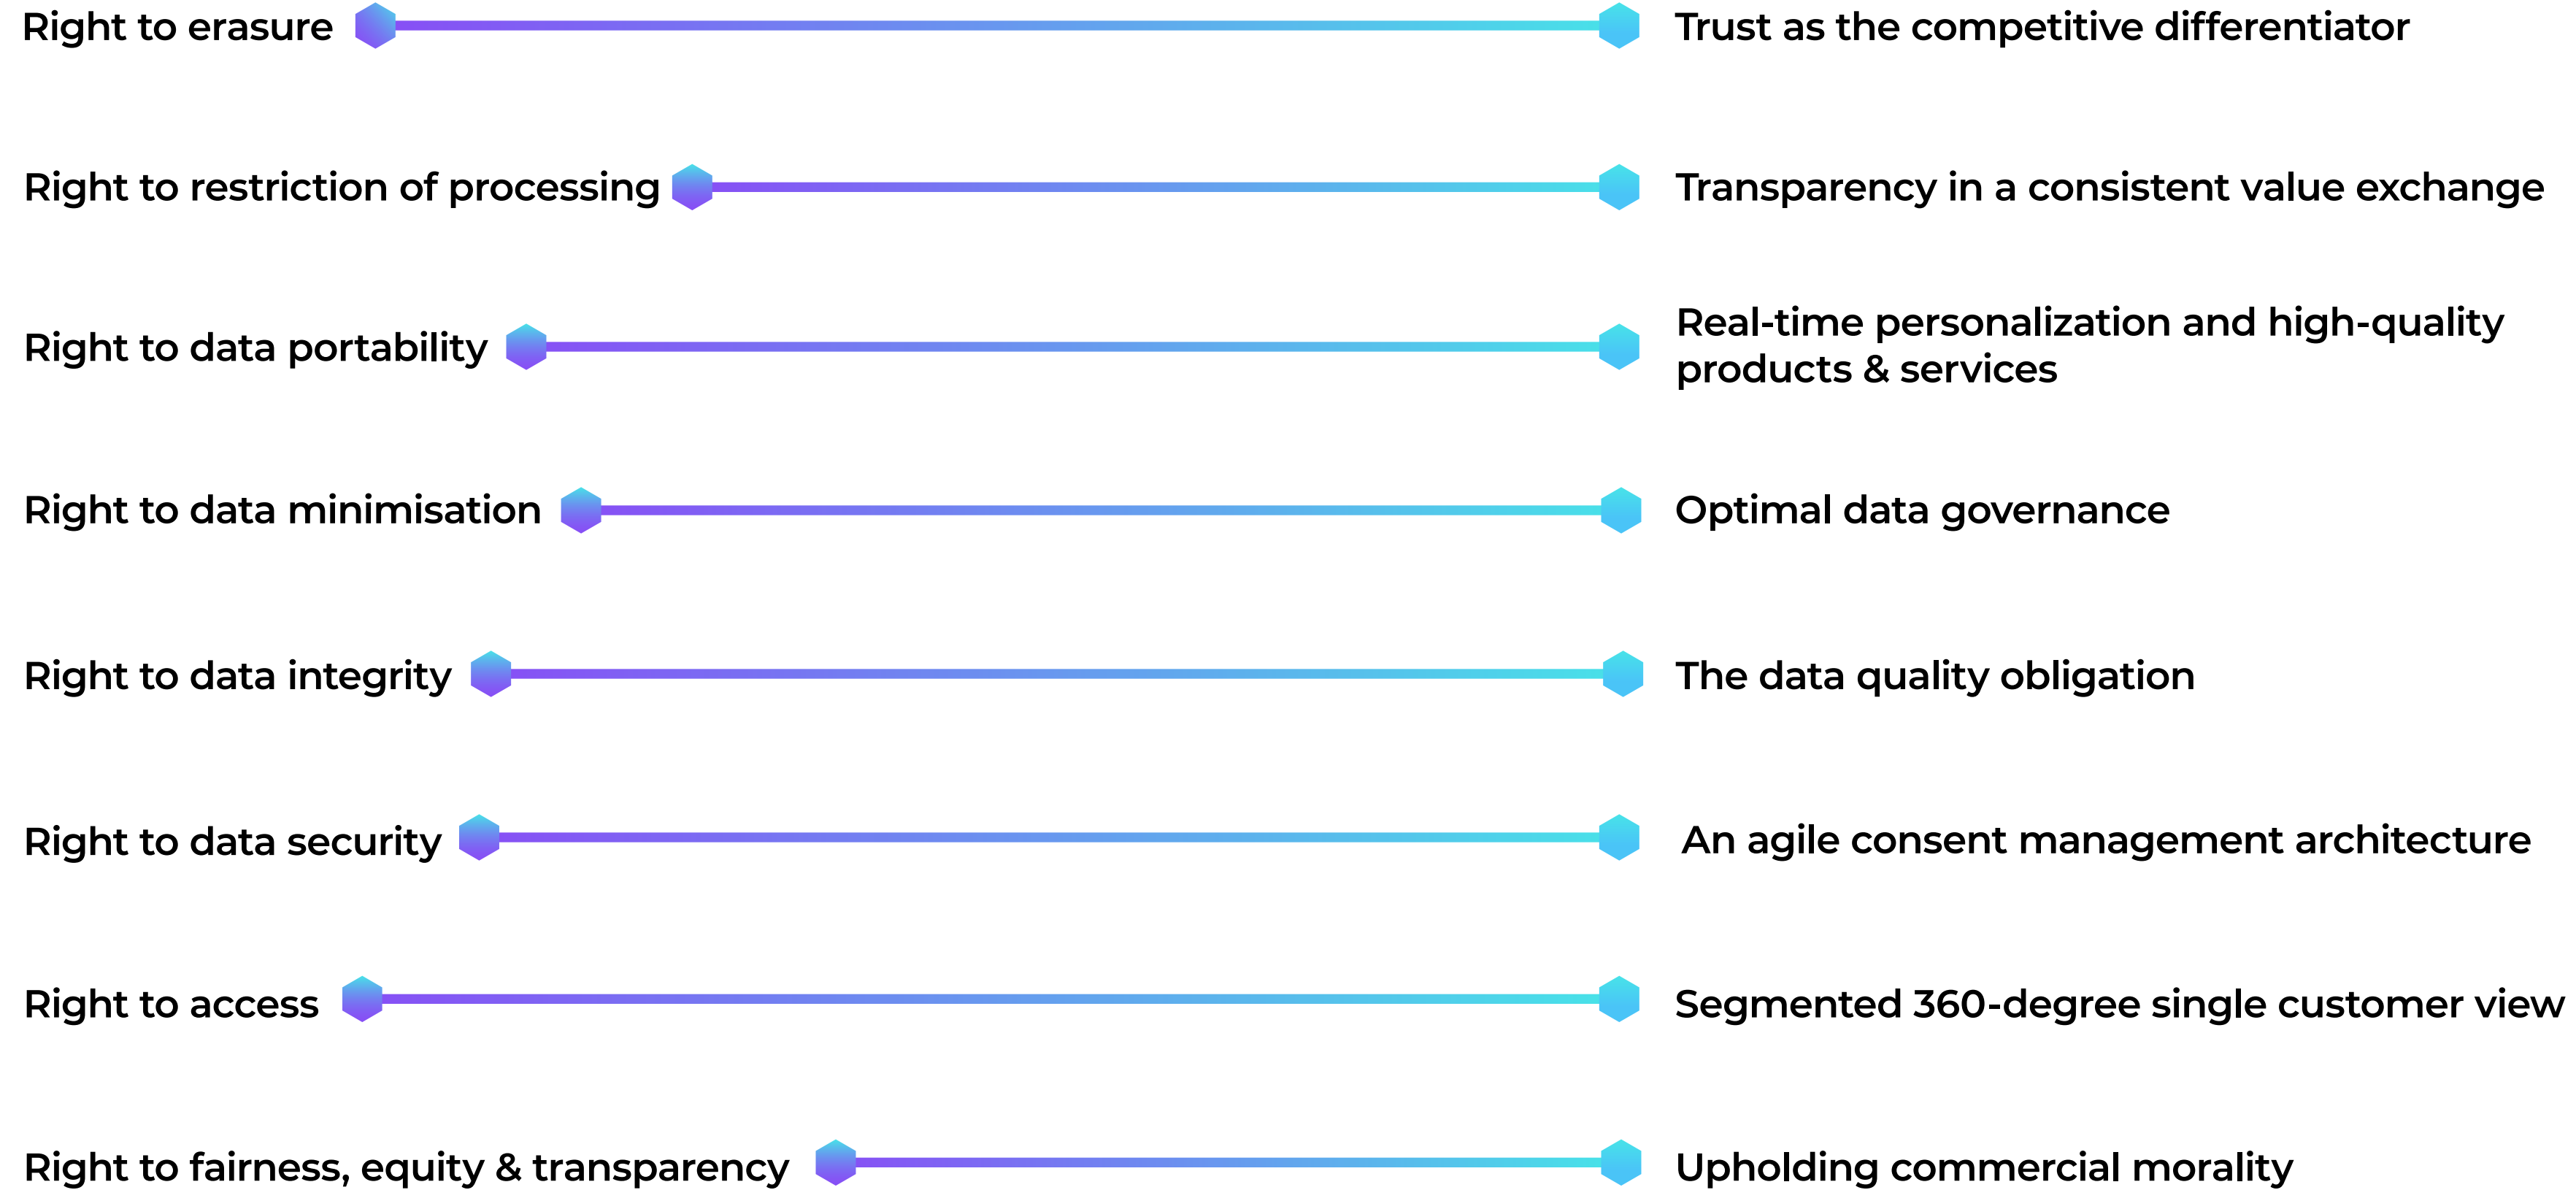 Right to erasure
Trust as the competitive differentiator
Right to restriction of processing
Transparency in a consistent value exchange
Right to data portability
Real-time personalization and high-quality
products & services
Right to data minimisation
Optimal data governance
Right to data integrity
The data quality obligation
Right to data security
An agile consent management architecture
Right to access
Segmented 360-degree single customer view
Right to fairness, equity & transparency
Upholding commercial morality